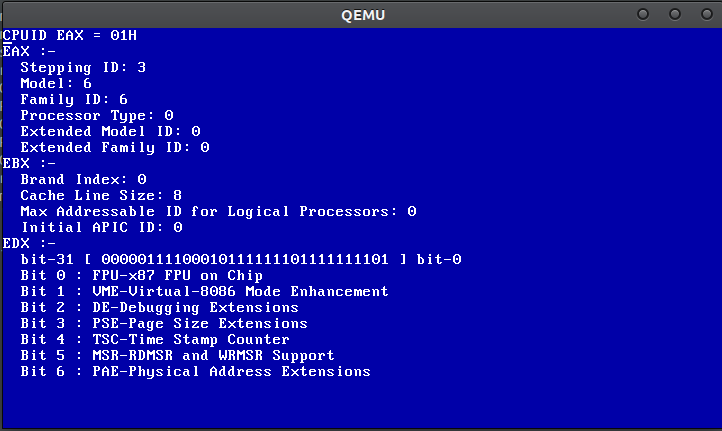 QEMU
CPUID EAX = 01H
EAX :-
Stepping ID: 3
Model: 6
Family ID: 6
Processor Type: 0
Extended Model ID: 0
Extended Family ID: 0
EBX :-
Brand Index: 0
Cache Line Size: 8
Max Addressable ID for Logical Processors: 0
Initial APIC ID: 0
EDX :-
bit-31 [ 00000111100010111111101111111101 ] bit-0
Bit 0 : FPU-x87 FPU on Chip
Bit 1 : VME-Virtual-8086 Mode Enhancement
Bit 2 : DE-Debugging Extensions
Bit 3 : PSE-Page Size Extensions
Bit 4 : TSC-Time Stamp Counter
Bit 5 : MSR-RDMSR and WRMSR Support
Bit 6 : PAE-Physical Address Extensions